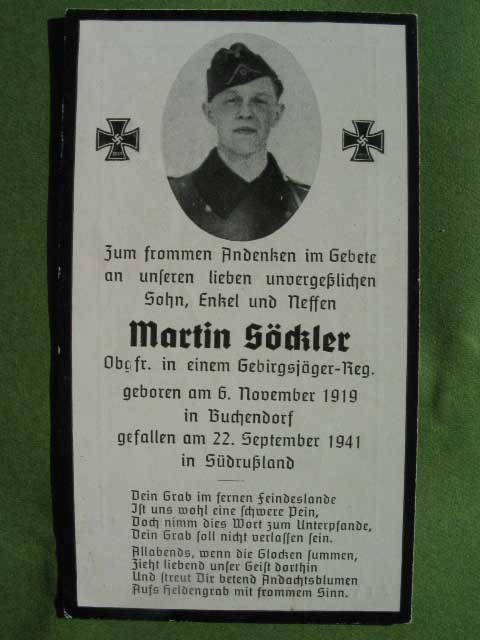 Zum frommen Andenken im Gebete
an unseren lieben unvergeßlichen
Sohn, Enkel und Neffen
Martin Söckler
Obgfr. in einem Gebirgsjäger-Reg.
geboren am 6. November 1919
in Buchendorf
gefallen am 22. September 1941
in Südrußland
Dein Grab im fernen Feindeslande
Ist uns wohl eine schwere Pein,
Doch nimm dies Wort zum Unterpfande,
Dein Grab soll nicht verlassen sein.
Allabends, wenn die Glocken summen,
Zieht liebend unser Geist dorthin
Und streut Dir betend Andachtsblumen
Aufs Heldengrab mit frommem Sinn.